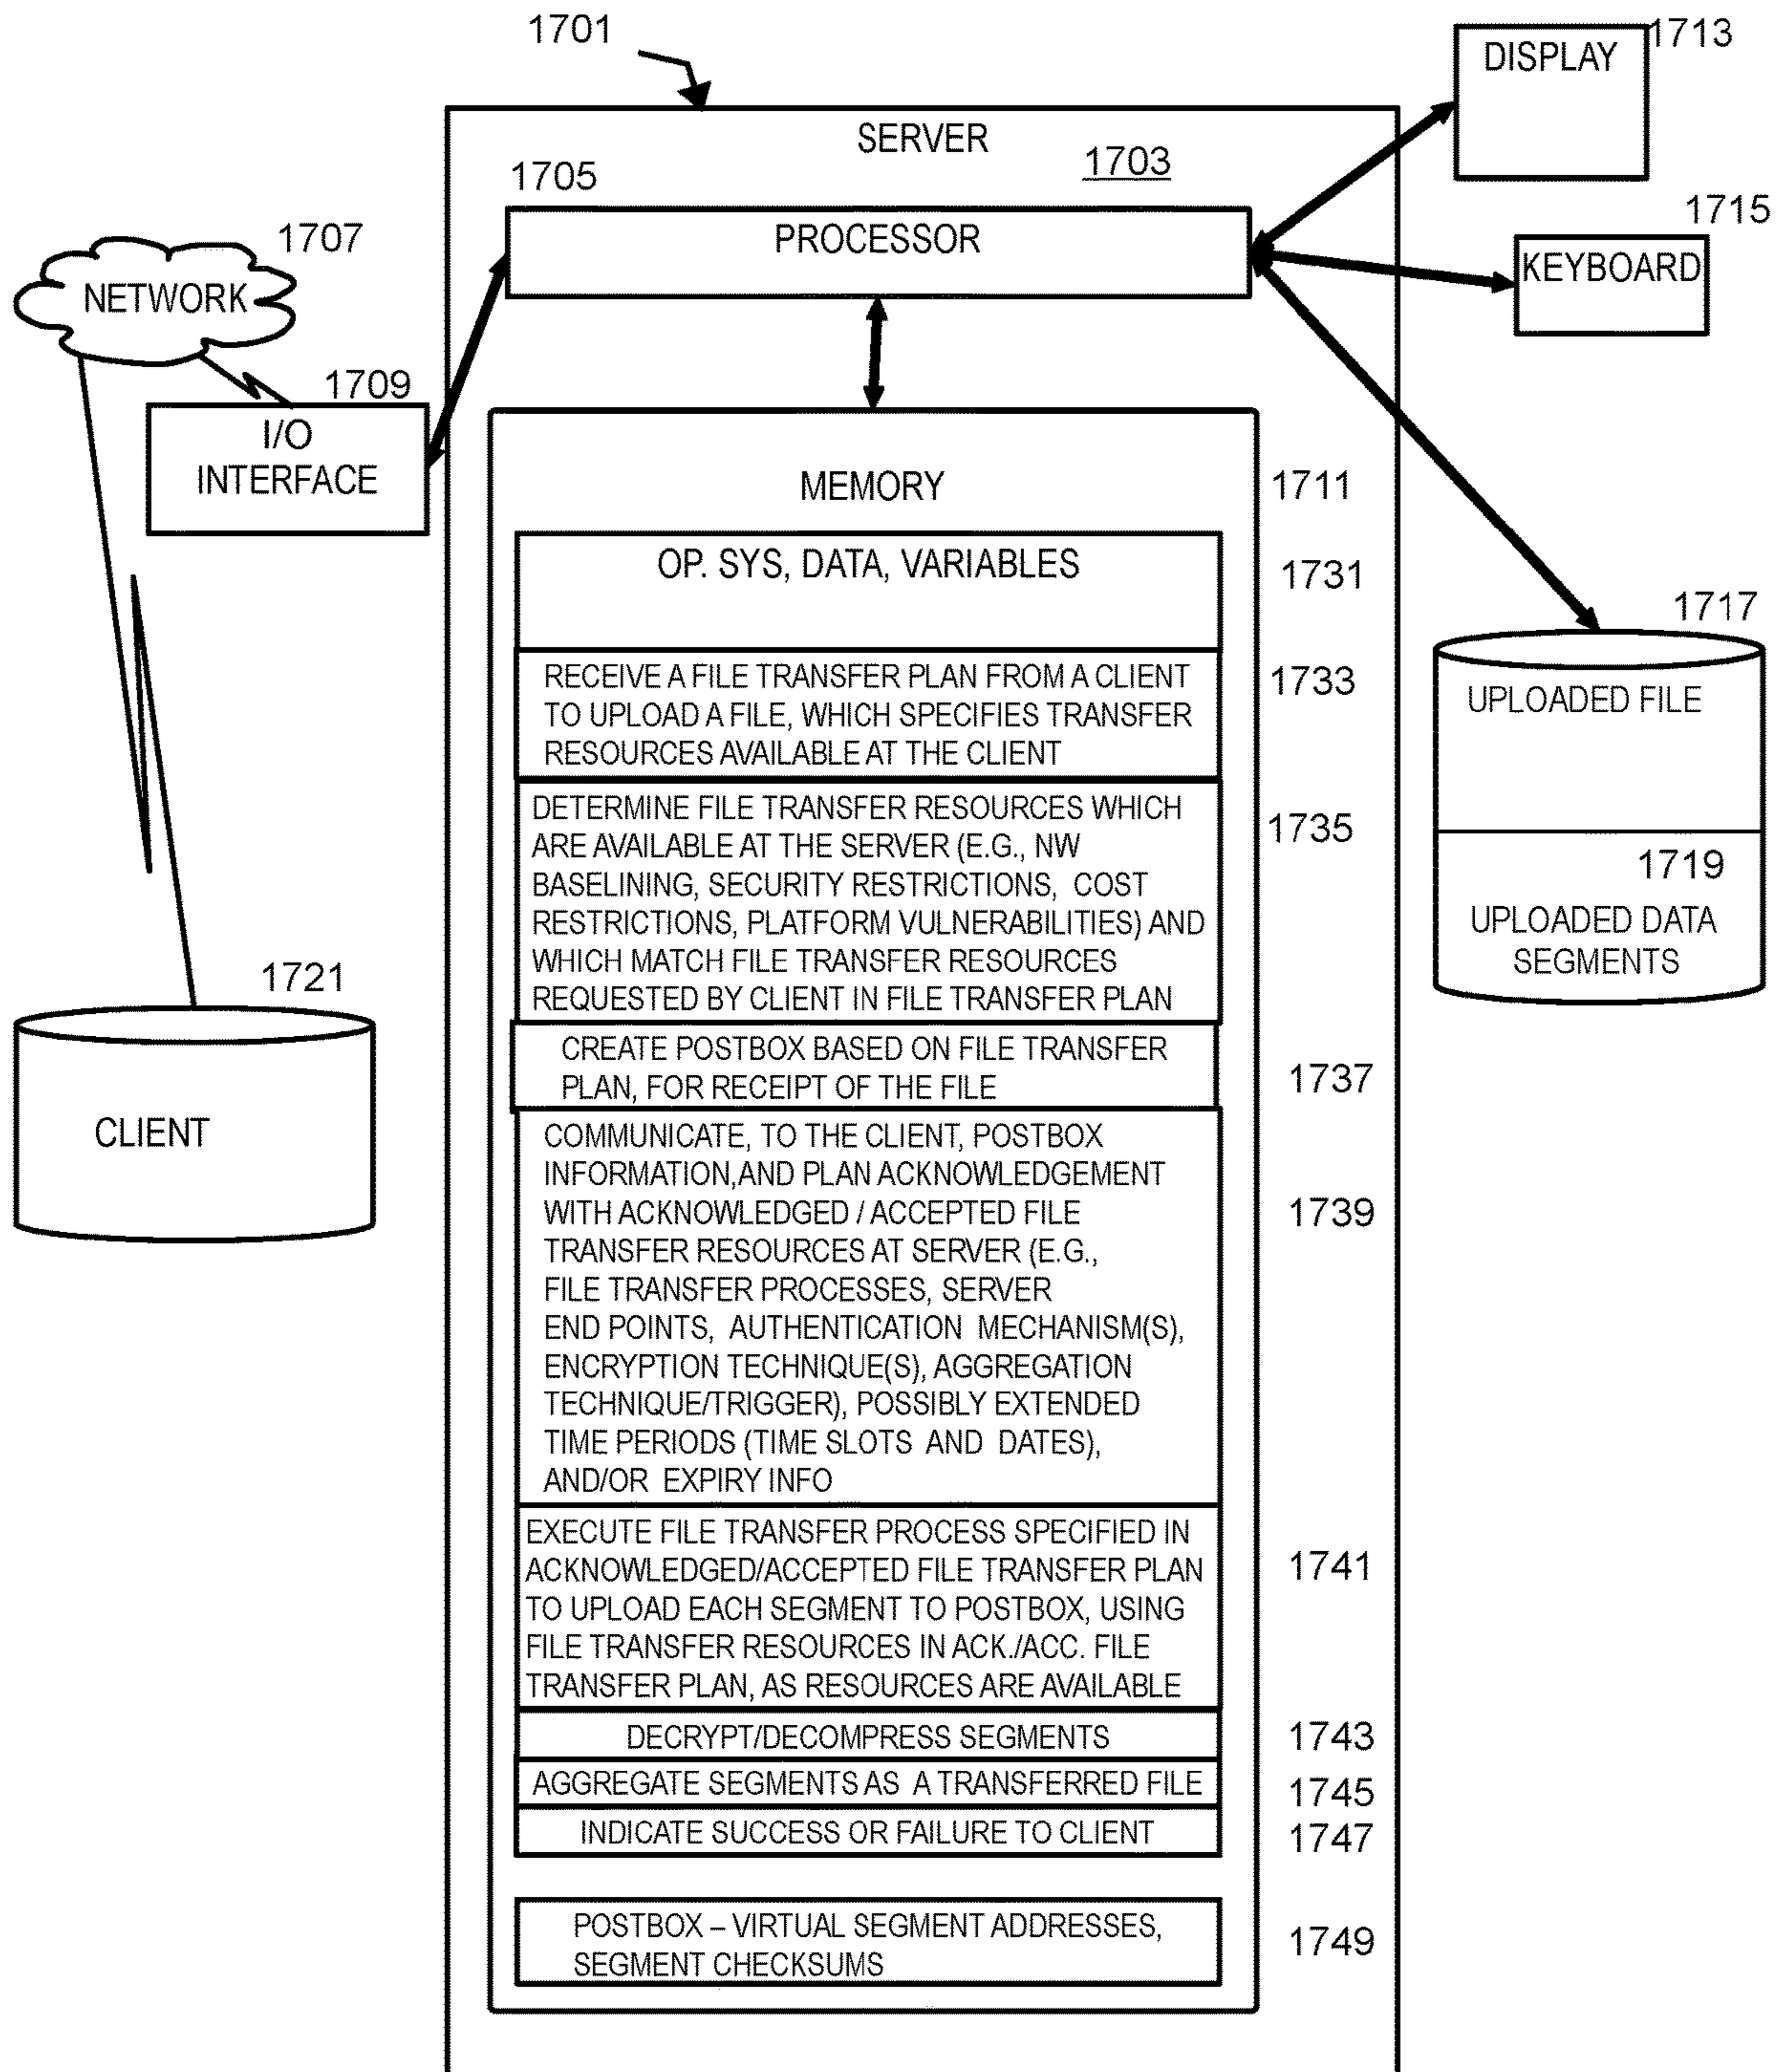 1701
1713
DISPLAY
SERVER
1703
1705
PROCESSOR
1715
KEYBOARD
1707
NETWORK
1709
I/O
INTERFACE
MEMORY
1711
OP. SYS, DATA, VARIABLES
1731
RECEIVE A FILE TRANSFER PLAN FROM A CLIENT
TO UPLOAD A FILE, WHICH SPECIFIES TRANSFER
RESOURCES AVAILABLE AT THE CLIENT
1733
1717
UPLOADED FILE
DETERMINE FILE TRANSFER RESOURCES WHICH
ARE AVAILABLE AT THE SERVER (E.G., NW
BASELINING, SECURITY RESTRICTIONS, COST
RESTRICTIONS, PLATFORM VULNERABILITIES) AND
WHICH MATCH FILE TRANSFER RESOURCES
REQUESTED BY CLIENT IN FILE TRANSFER PLAN
1735
1719
UPLOADED DATA
SEGMENTS
1721
CLIENT
CREATE POSTBOX BASED ON FILE TRANSFER
PLAN, FOR RECEIPT OF THE FILE
1737
COMMUNICATE, TO THE CLIENT, POSTBOX
INFORMATION,AND PLAN ACKNOWLEDGEMENT
WITH ACKNOWLEDGED / ACCEPTED FILE
TRANSFER RESOURCES AT SERVER (E.G.,
FILE TRANSFER PROCESSES, SERVER
END POINTS, AUTHENTICATION MECHANISM(S),
ENCRYPTION TECHNIQUE(S), AGGREGATION
TECHNIQUE/TRIGGER), POSSIBLY EXTENDED
TIME PERIODS (TIME SLOTS AND DATES),
AND/OR EXPIRY INFO
1739
EXECUTE FILE TRANSFER PROCESS SPECIFIED IN
ACKNOWLEDGED/ACCEPTED FILE TRANSFER PLAN
TO UPLOAD EACH SEGMENT TO POSTBOX, USING
FILE TRANSFER RESOURCES IN ACK./ACC. FILE
TRANSFER PLAN, AS RESOURCES ARE AVAILABLE
1741
DECRYPT/DECOMPRESS SEGMENTS
1743
AGGREGATE SEGMENTS AS A TRANSFERRED FILE
1745
INDICATE SUCCESS OR FAILURE TO CLIENT
1747
POSTBOX – VIRTUAL SEGMENT ADDRESSES,
SEGMENT CHECKSUMS
1749